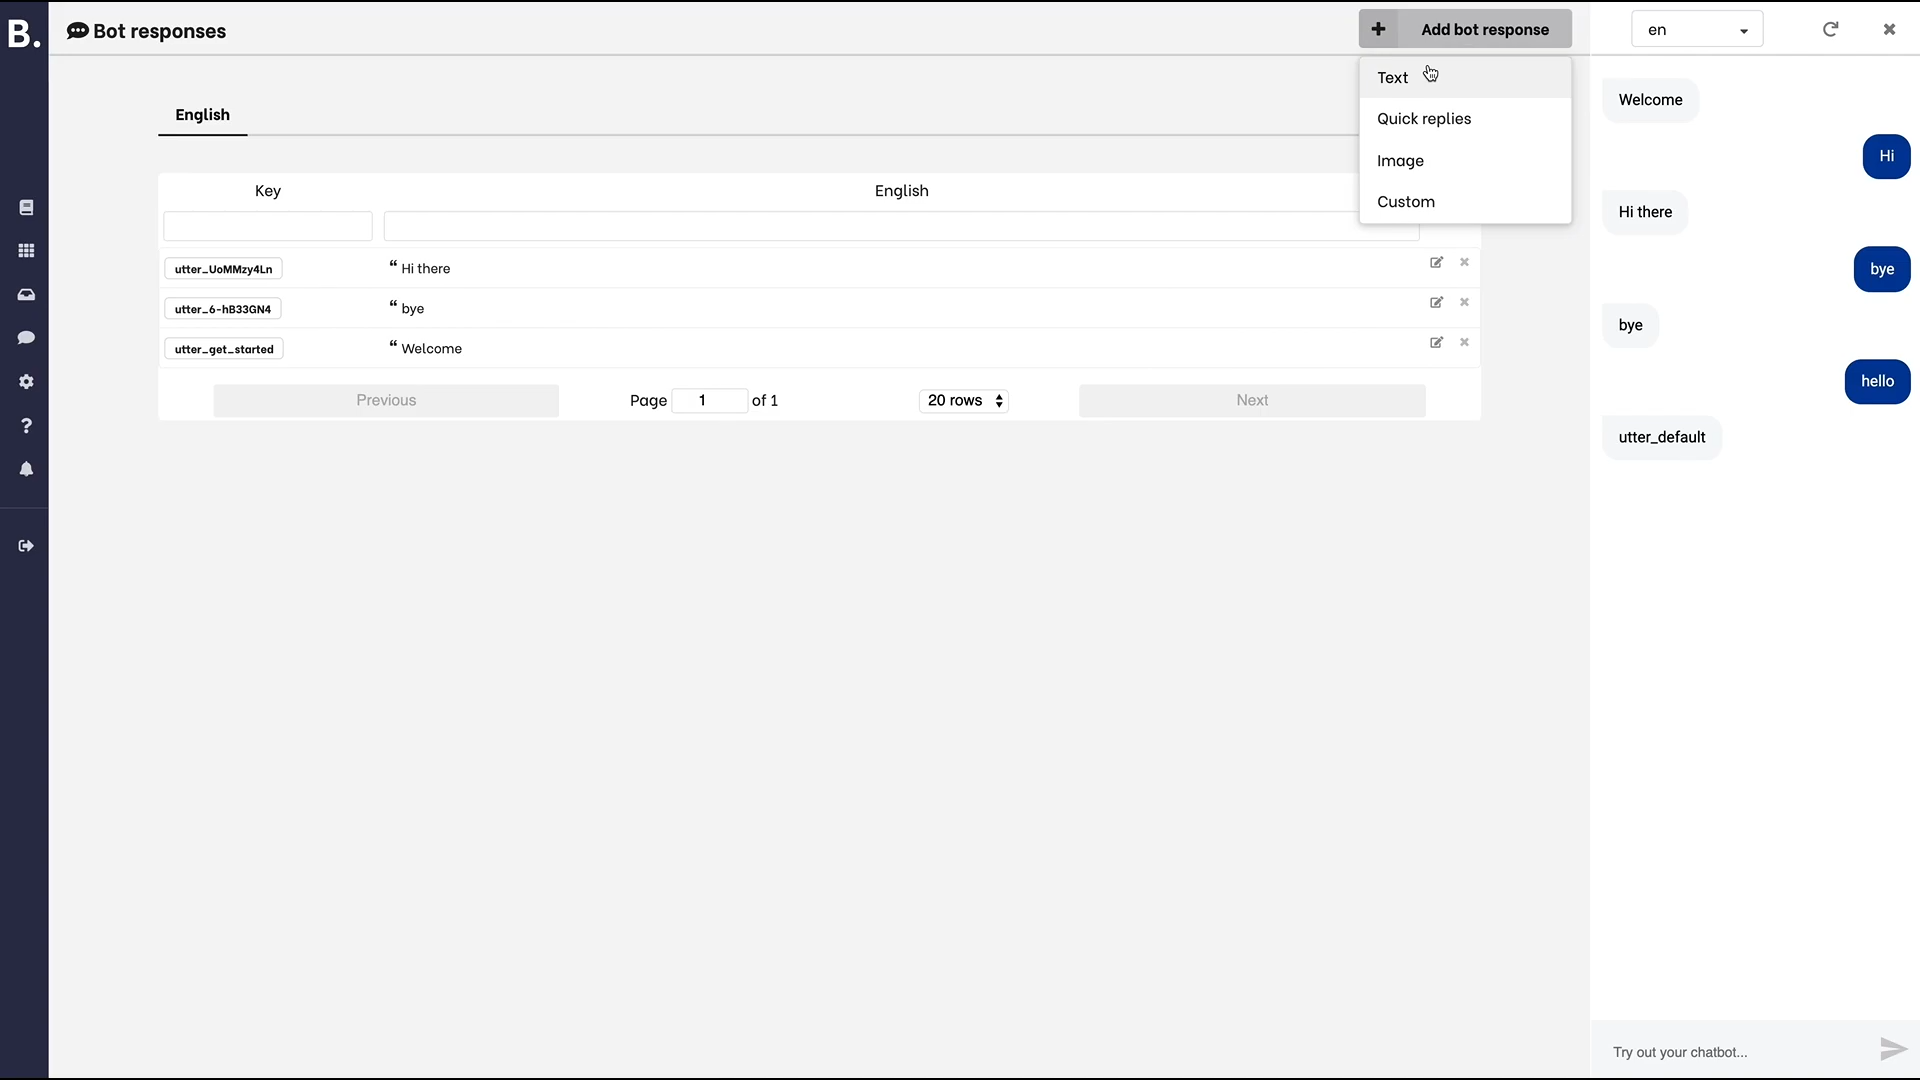 B.
Bot responses
Add bot response
en
Text
Quick replies
Image
Custom
English
Key
English
utter_UoMMzy4Ln
“ Hi there
utter_6-hB33GN4
“ bye
utter_get_started
“ Welcome
Previous
Page 1 of 1
20 rows
Next
Welcome
Hi
Hi there
bye
bye
hello
utter_default
Try out your chatbot...